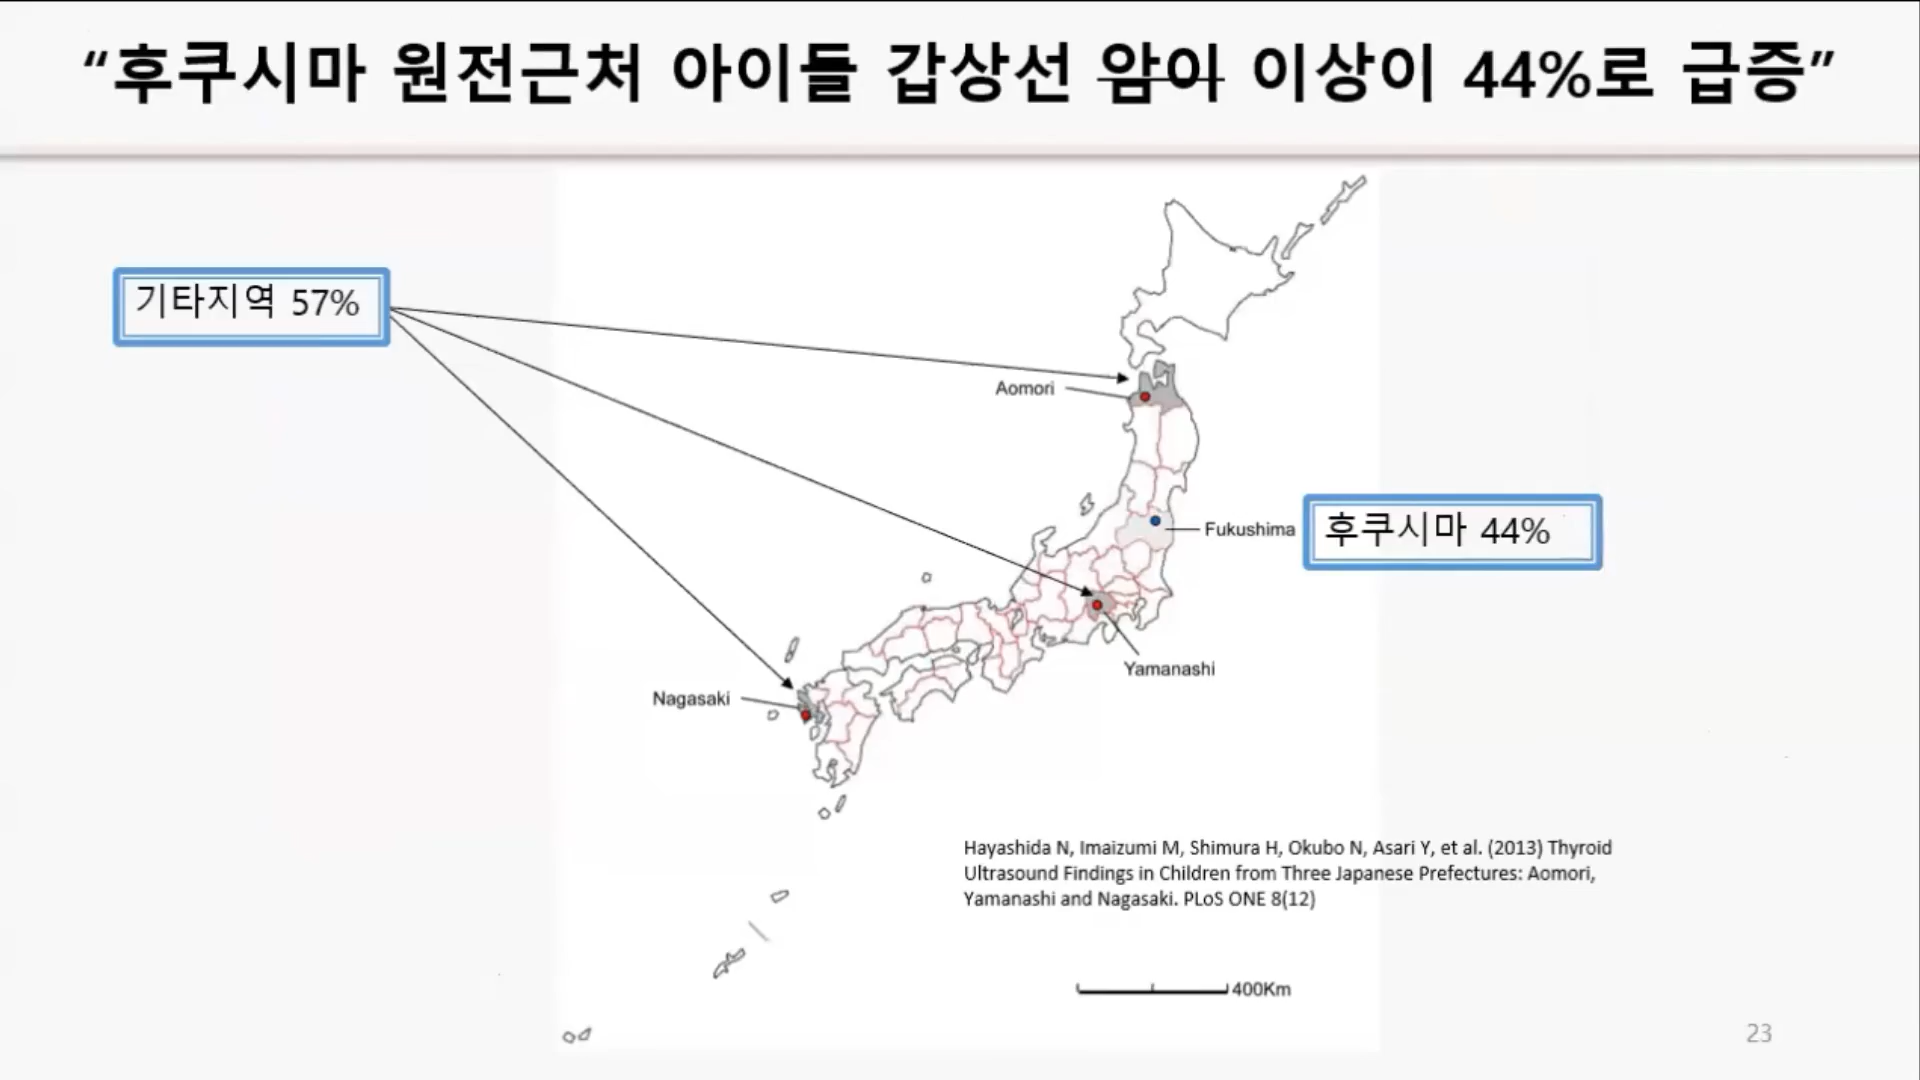 “후쿠시마 원전근처 아이들 갑상선 암이 이상이 44%로 급증”
기타지역 57%
Aomori
Fukushima
후쿠시마 44%
Yamanashi
Nagasaki
Hayashida N, Imaizumi M, Shimura H, Okubo N, Asari Y, et al. (2013) Thyroid
Ultrasound Findings in Children from Three Japanese Prefectures: Aomori,
Yamanashi and Nagasaki. PLoS ONE 8(12)
400Km
23